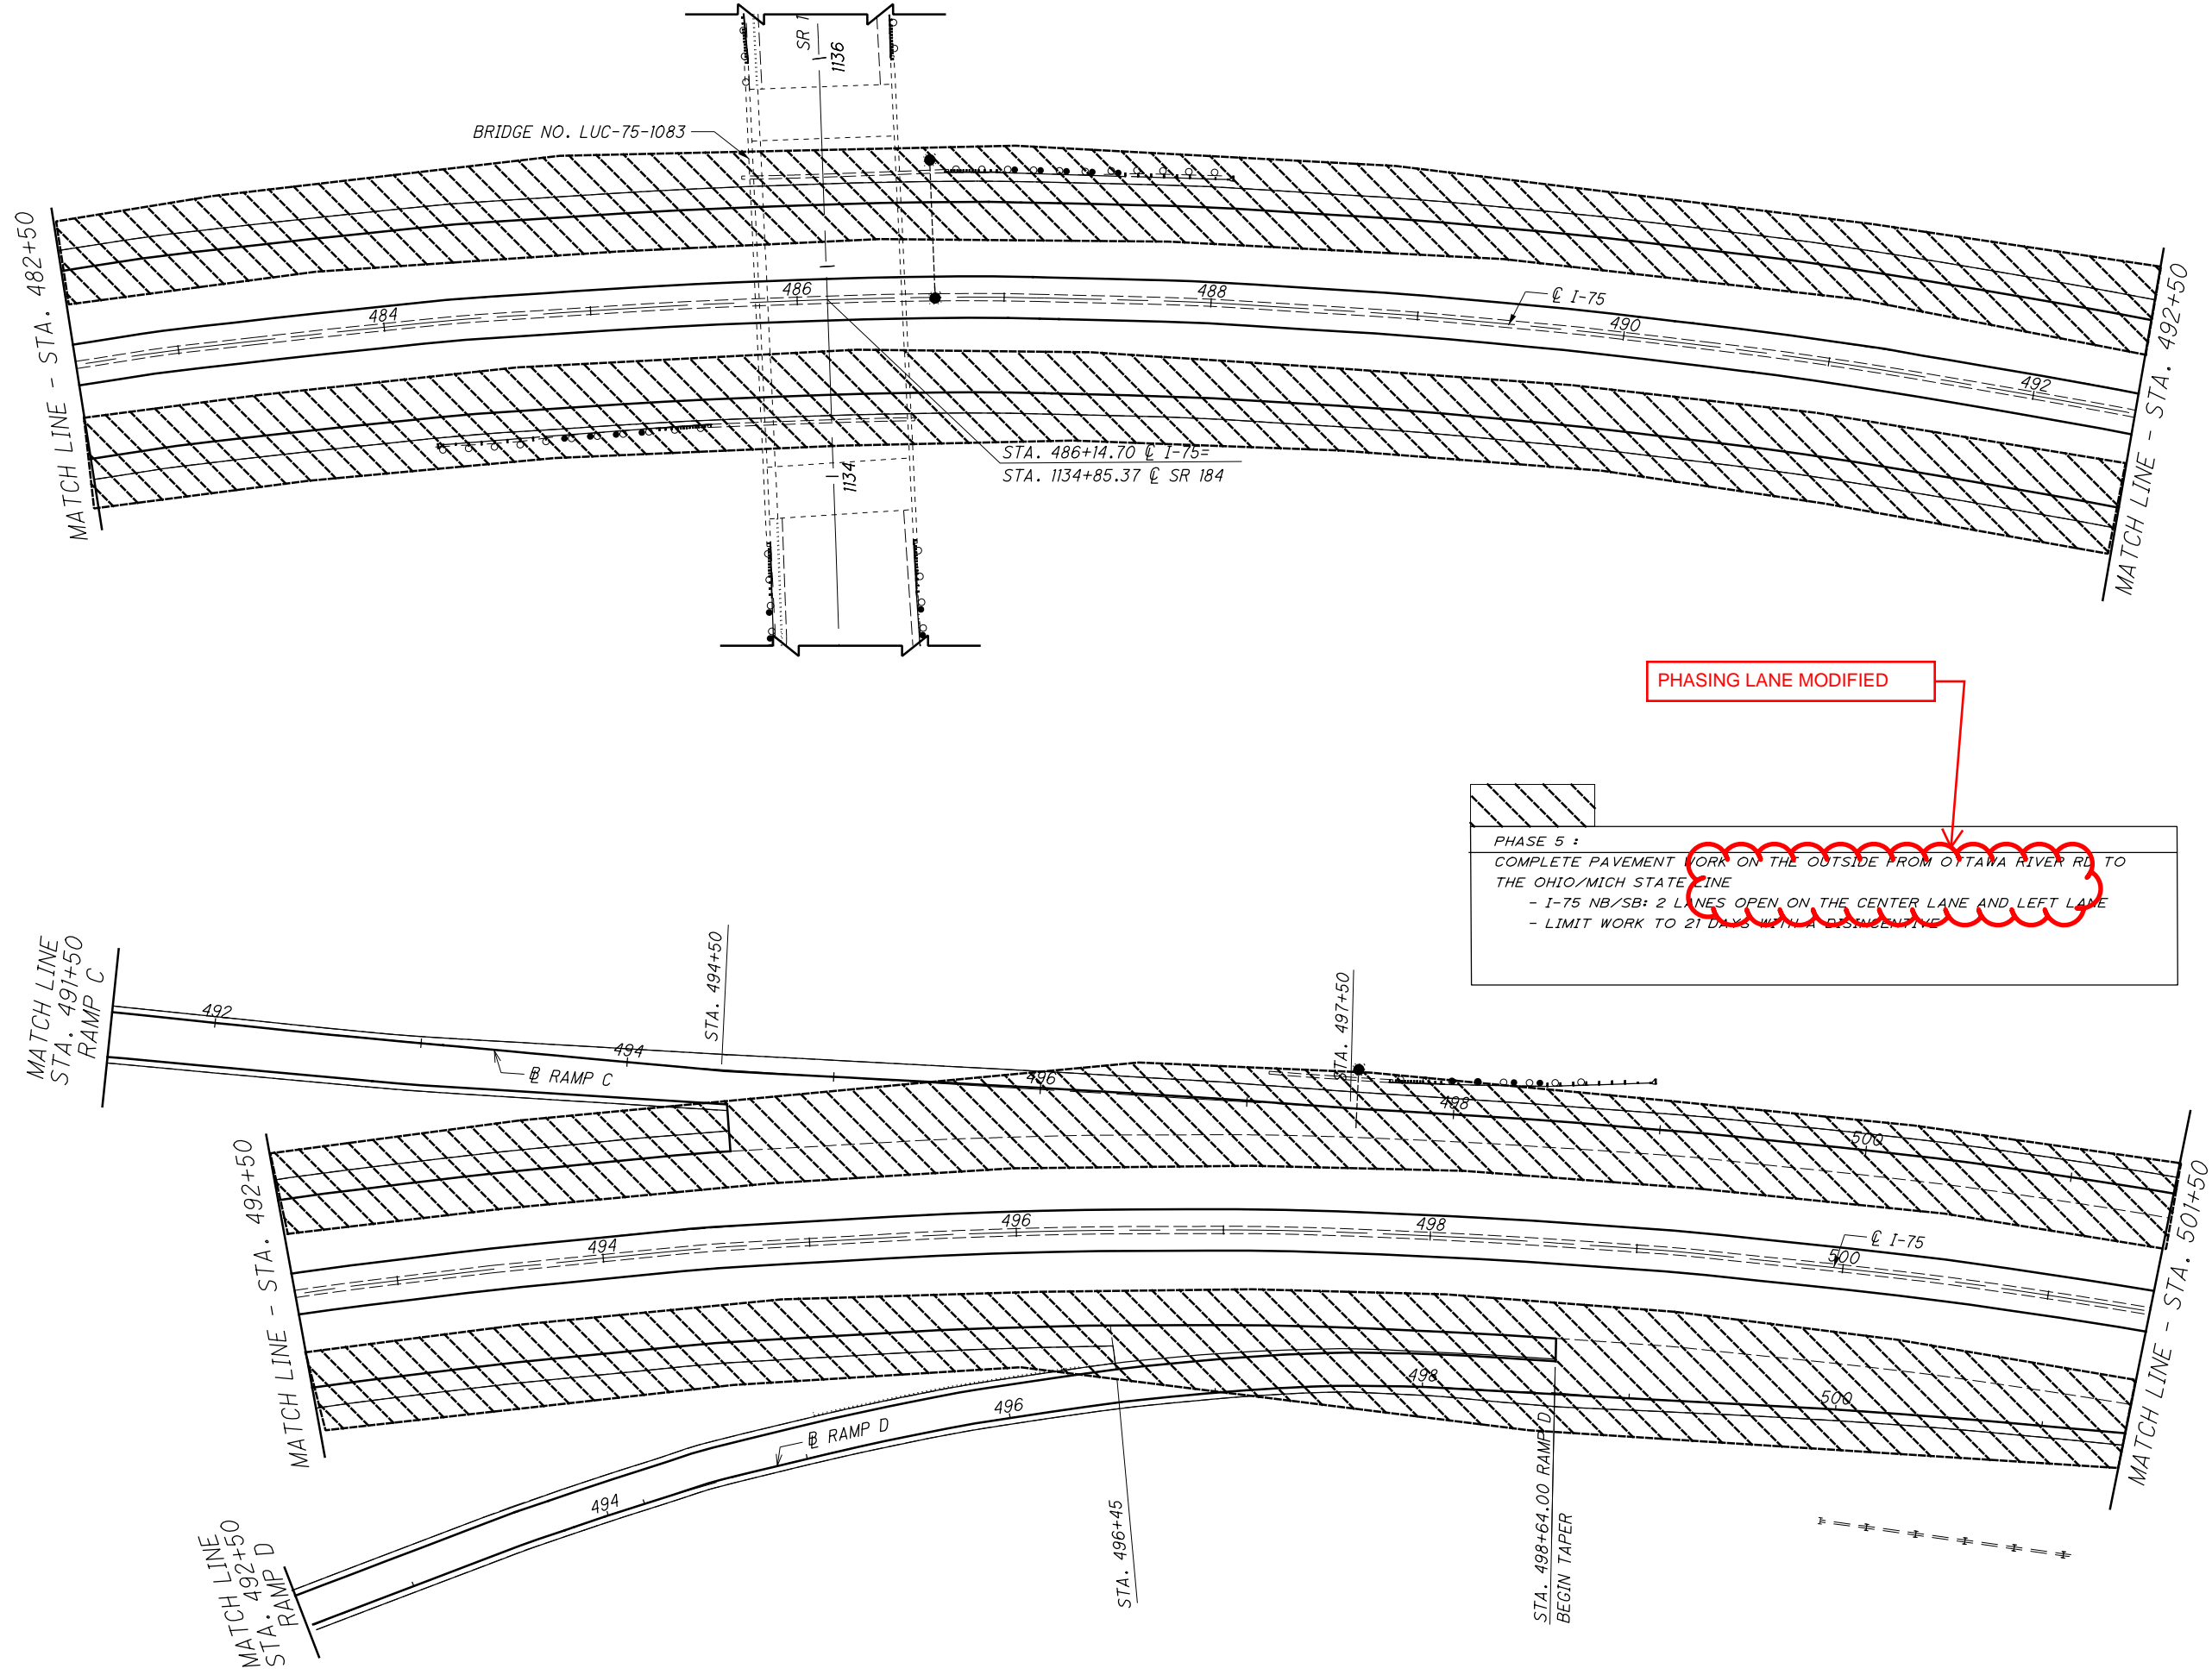 SR 1
1136
BRIDGE NO. LUC-75-1083
MATCH LINE - STA. 482+50
484
486
488
℄ I-75
490
492
MATCH LINE - STA. 492+50
1134
STA. 486+14.70 ℄ I-75=
STA. 1134+85.37 ℄ SR 184
PHASING LANE MODIFIED
PHASE 5 :
COMPLETE PAVEMENT WORK ON THE OUTSIDE FROM OTTAWA RIVER RD TO
THE OHIO/MICH STATE LINE
- I-75 NB/SB: 2 LANES OPEN ON THE CENTER LANE AND LEFT LANE
- LIMIT WORK TO 21 DAYS WITH A DISINCENTIVE
MATCH LINE
STA. 491+50
RAMP C
492
494
STA. 494+50
BL RAMP C
496
STA. 497+50
498
500
MATCH LINE - STA. 492+50
494
496
498
500
℄ I-75
MATCH LINE - STA. 501+50
MATCH LINE
STA. 492+50
RAMP D
494
BL RAMP D
496
498
500
STA. 496+45
STA. 498+64.00 RAMP D,
BEGIN TAPER